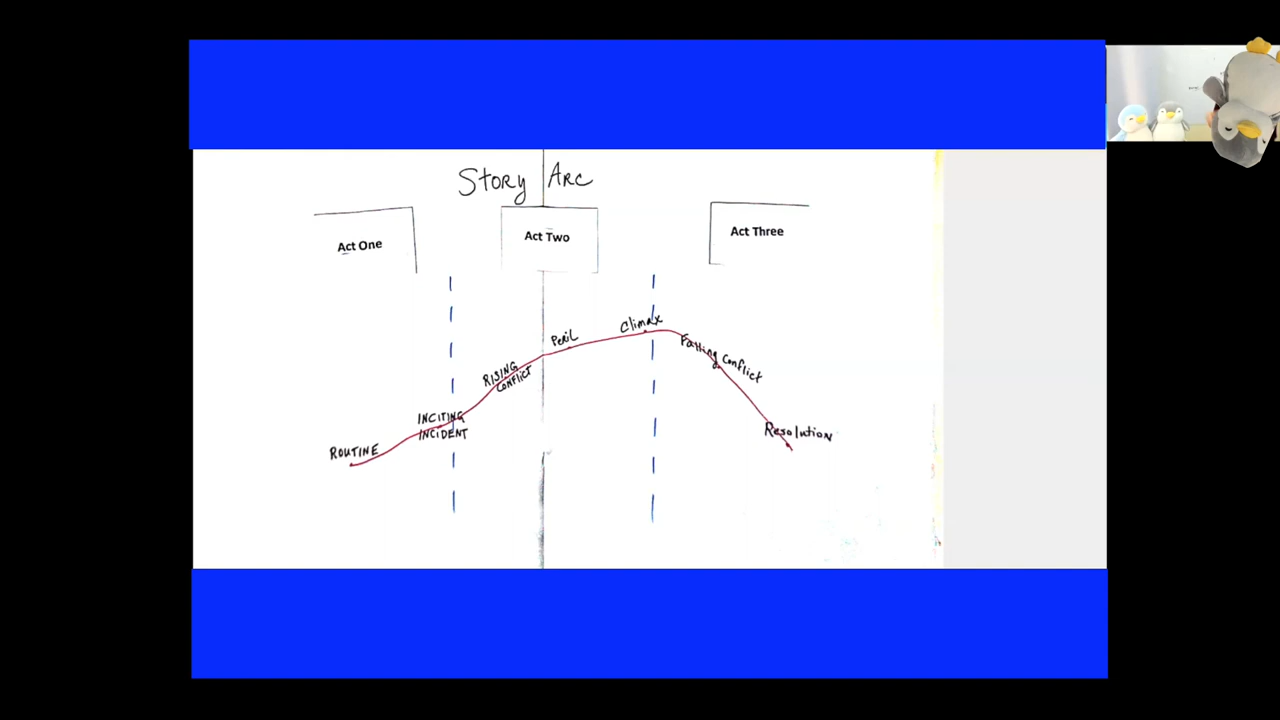 Story Arc
Act One
Act Two
Act Three
Climax
Peril
Falling Conflict
RISING
CONFLICT
INCITING
INCIDENT
Resolution
ROUTINE